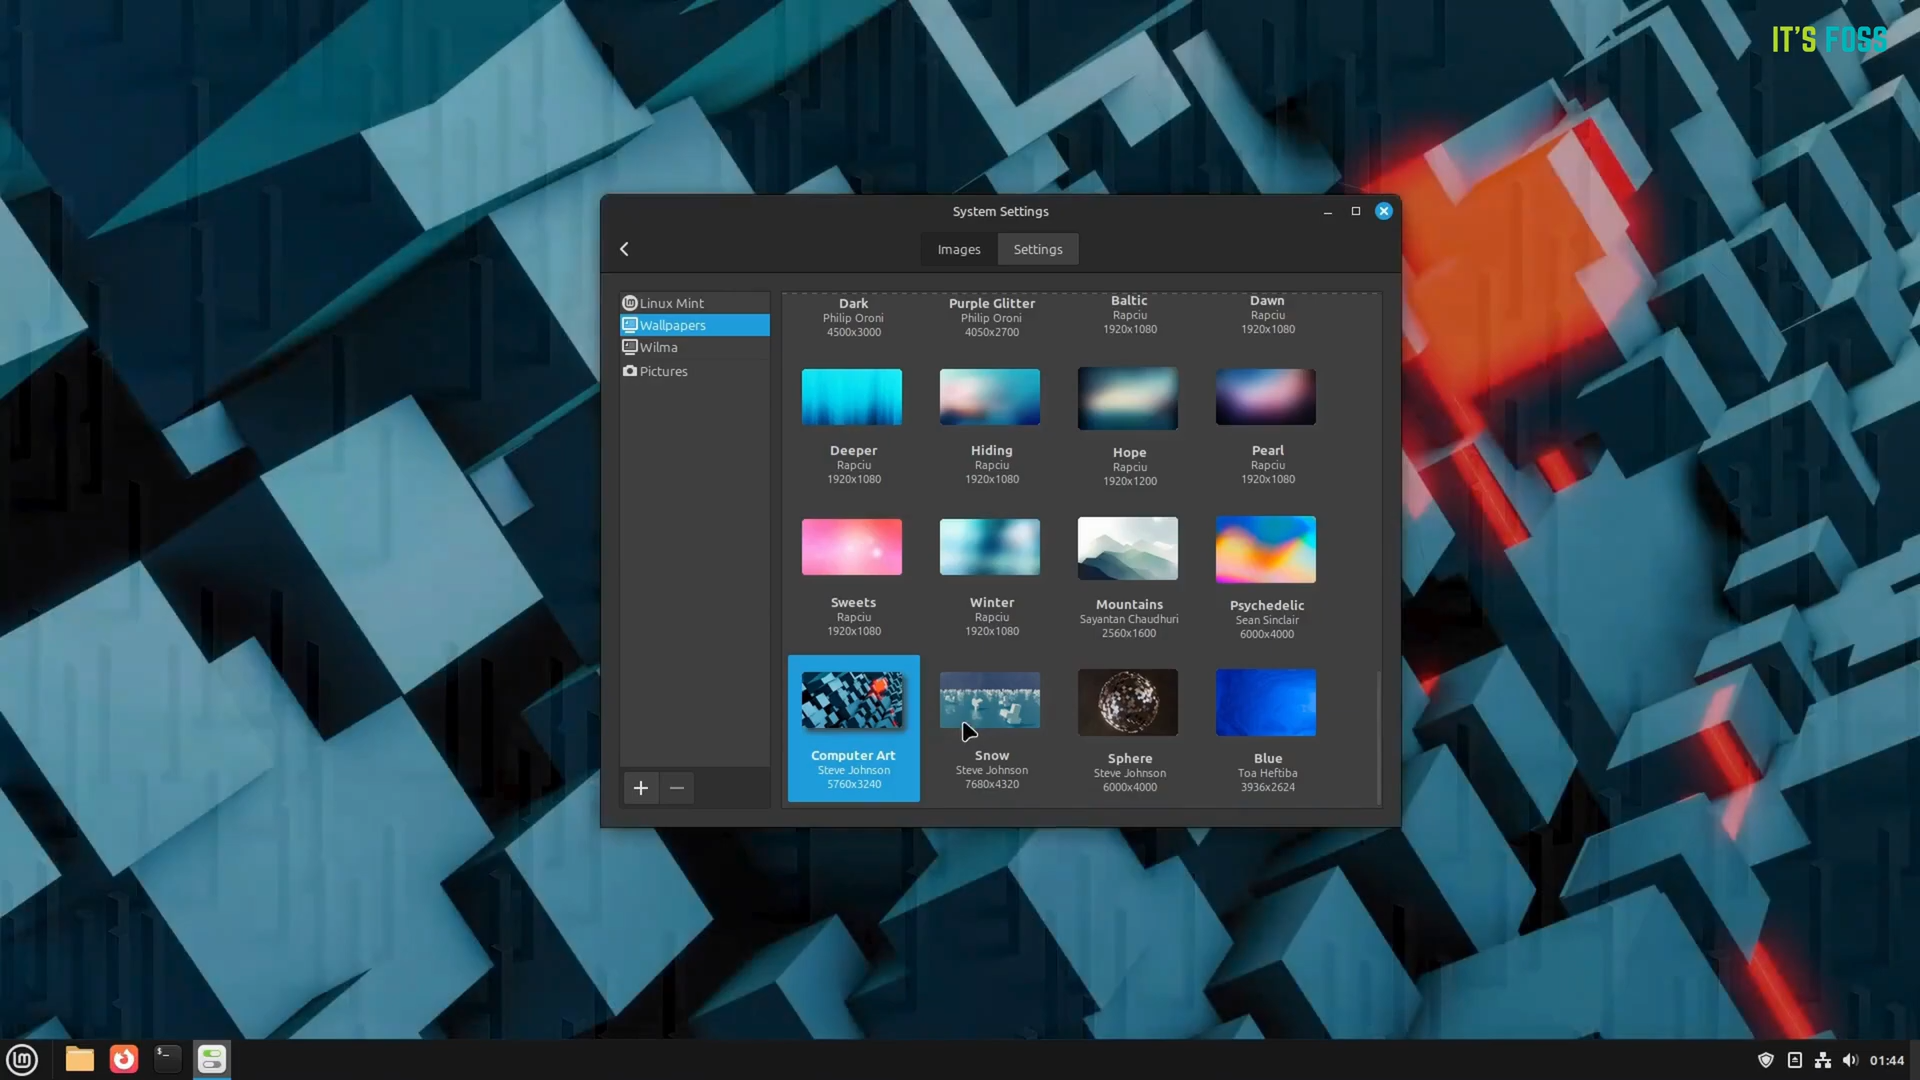 IT'S FOSS
System Settings
Images
Settings
Linux Mint
Wallpapers
Wilma
Pictures
Dark
Philip Oroni
4500x3000
Purple Glitter
Philip Oroni
4050x2700
Baltic
Rapciu
1920x1080
Dawn
Rapciu
1920x1080
Deeper
Rapciu
1920x1080
Hiding
Rapciu
1920x1080
Hope
Rapciu
1920x1200
Pearl
Rapciu
1920x1080
Sweets
Rapciu
1920x1080
Winter
Rapciu
1920x1080
Mountains
Sayantan Chaudhuri
2560x1600
Psychedelic
Sean Sinclair
6000x4000
Computer Art
Steve Johnson
5760x3240
Snow
Steve Johnson
7680x4320
Sphere
Steve Johnson
6000x4000
Blue
Toa Heftiba
3936x2624
01:44